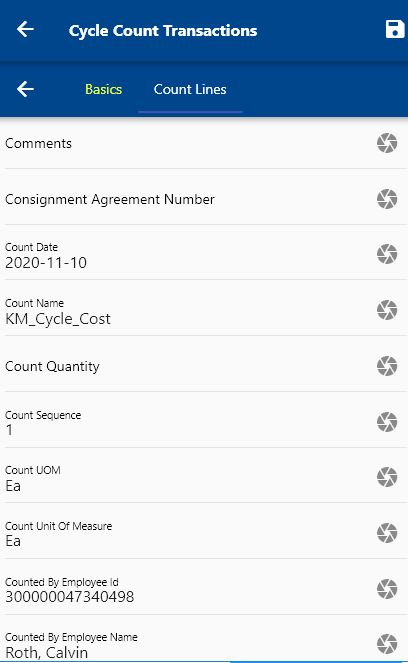 Cycle Count Transactions
Basics Count Lines
Comments
Consignment Agreement Number
Count Date
2020-11-10
Count Name
KM_Cycle_Cost
Count Quantity
Count Sequence
1
Count UOM
Ea
Count Unit Of Measure
Ea
Counted By Employee Id
300000047340498
Counted By Employee Name
Roth, Calvin